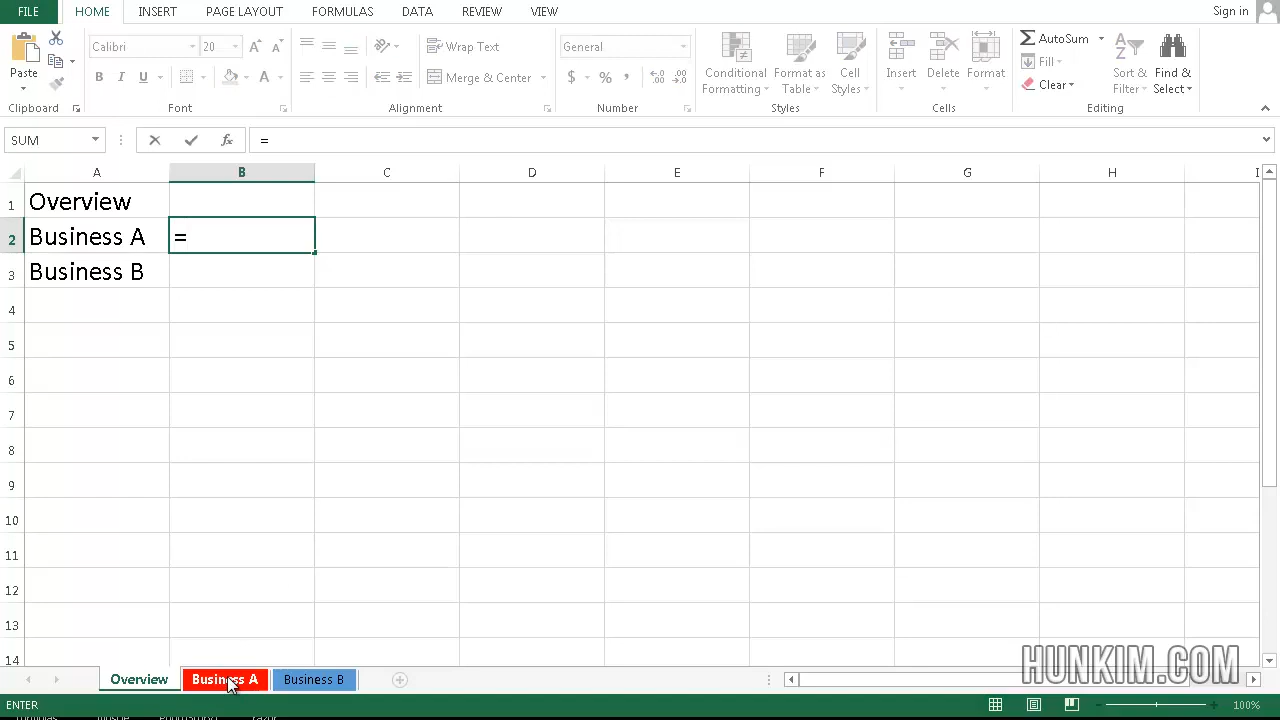 FILE HOME INSERT PAGE LAYOUT FORMULAS DATA REVIEW VIEW Sign in
Calibri 20 Wrap Text General AutoSum
Paste B I U Merge & Center $ % Conditional Formatting Format as Table Cell Styles Insert Delete Format Fill Sort & Filter Find & Select
Clear
Clipboard Font Alignment Number Styles Cells Editing
SUM fx =
A B C D E F G H I
1 Overview
2 Business A =
3 Business B
4
5
6
7
8
9
10
11
12
13
14
HUNKIM.COM
Overview Business A Business B
ENTER 100%